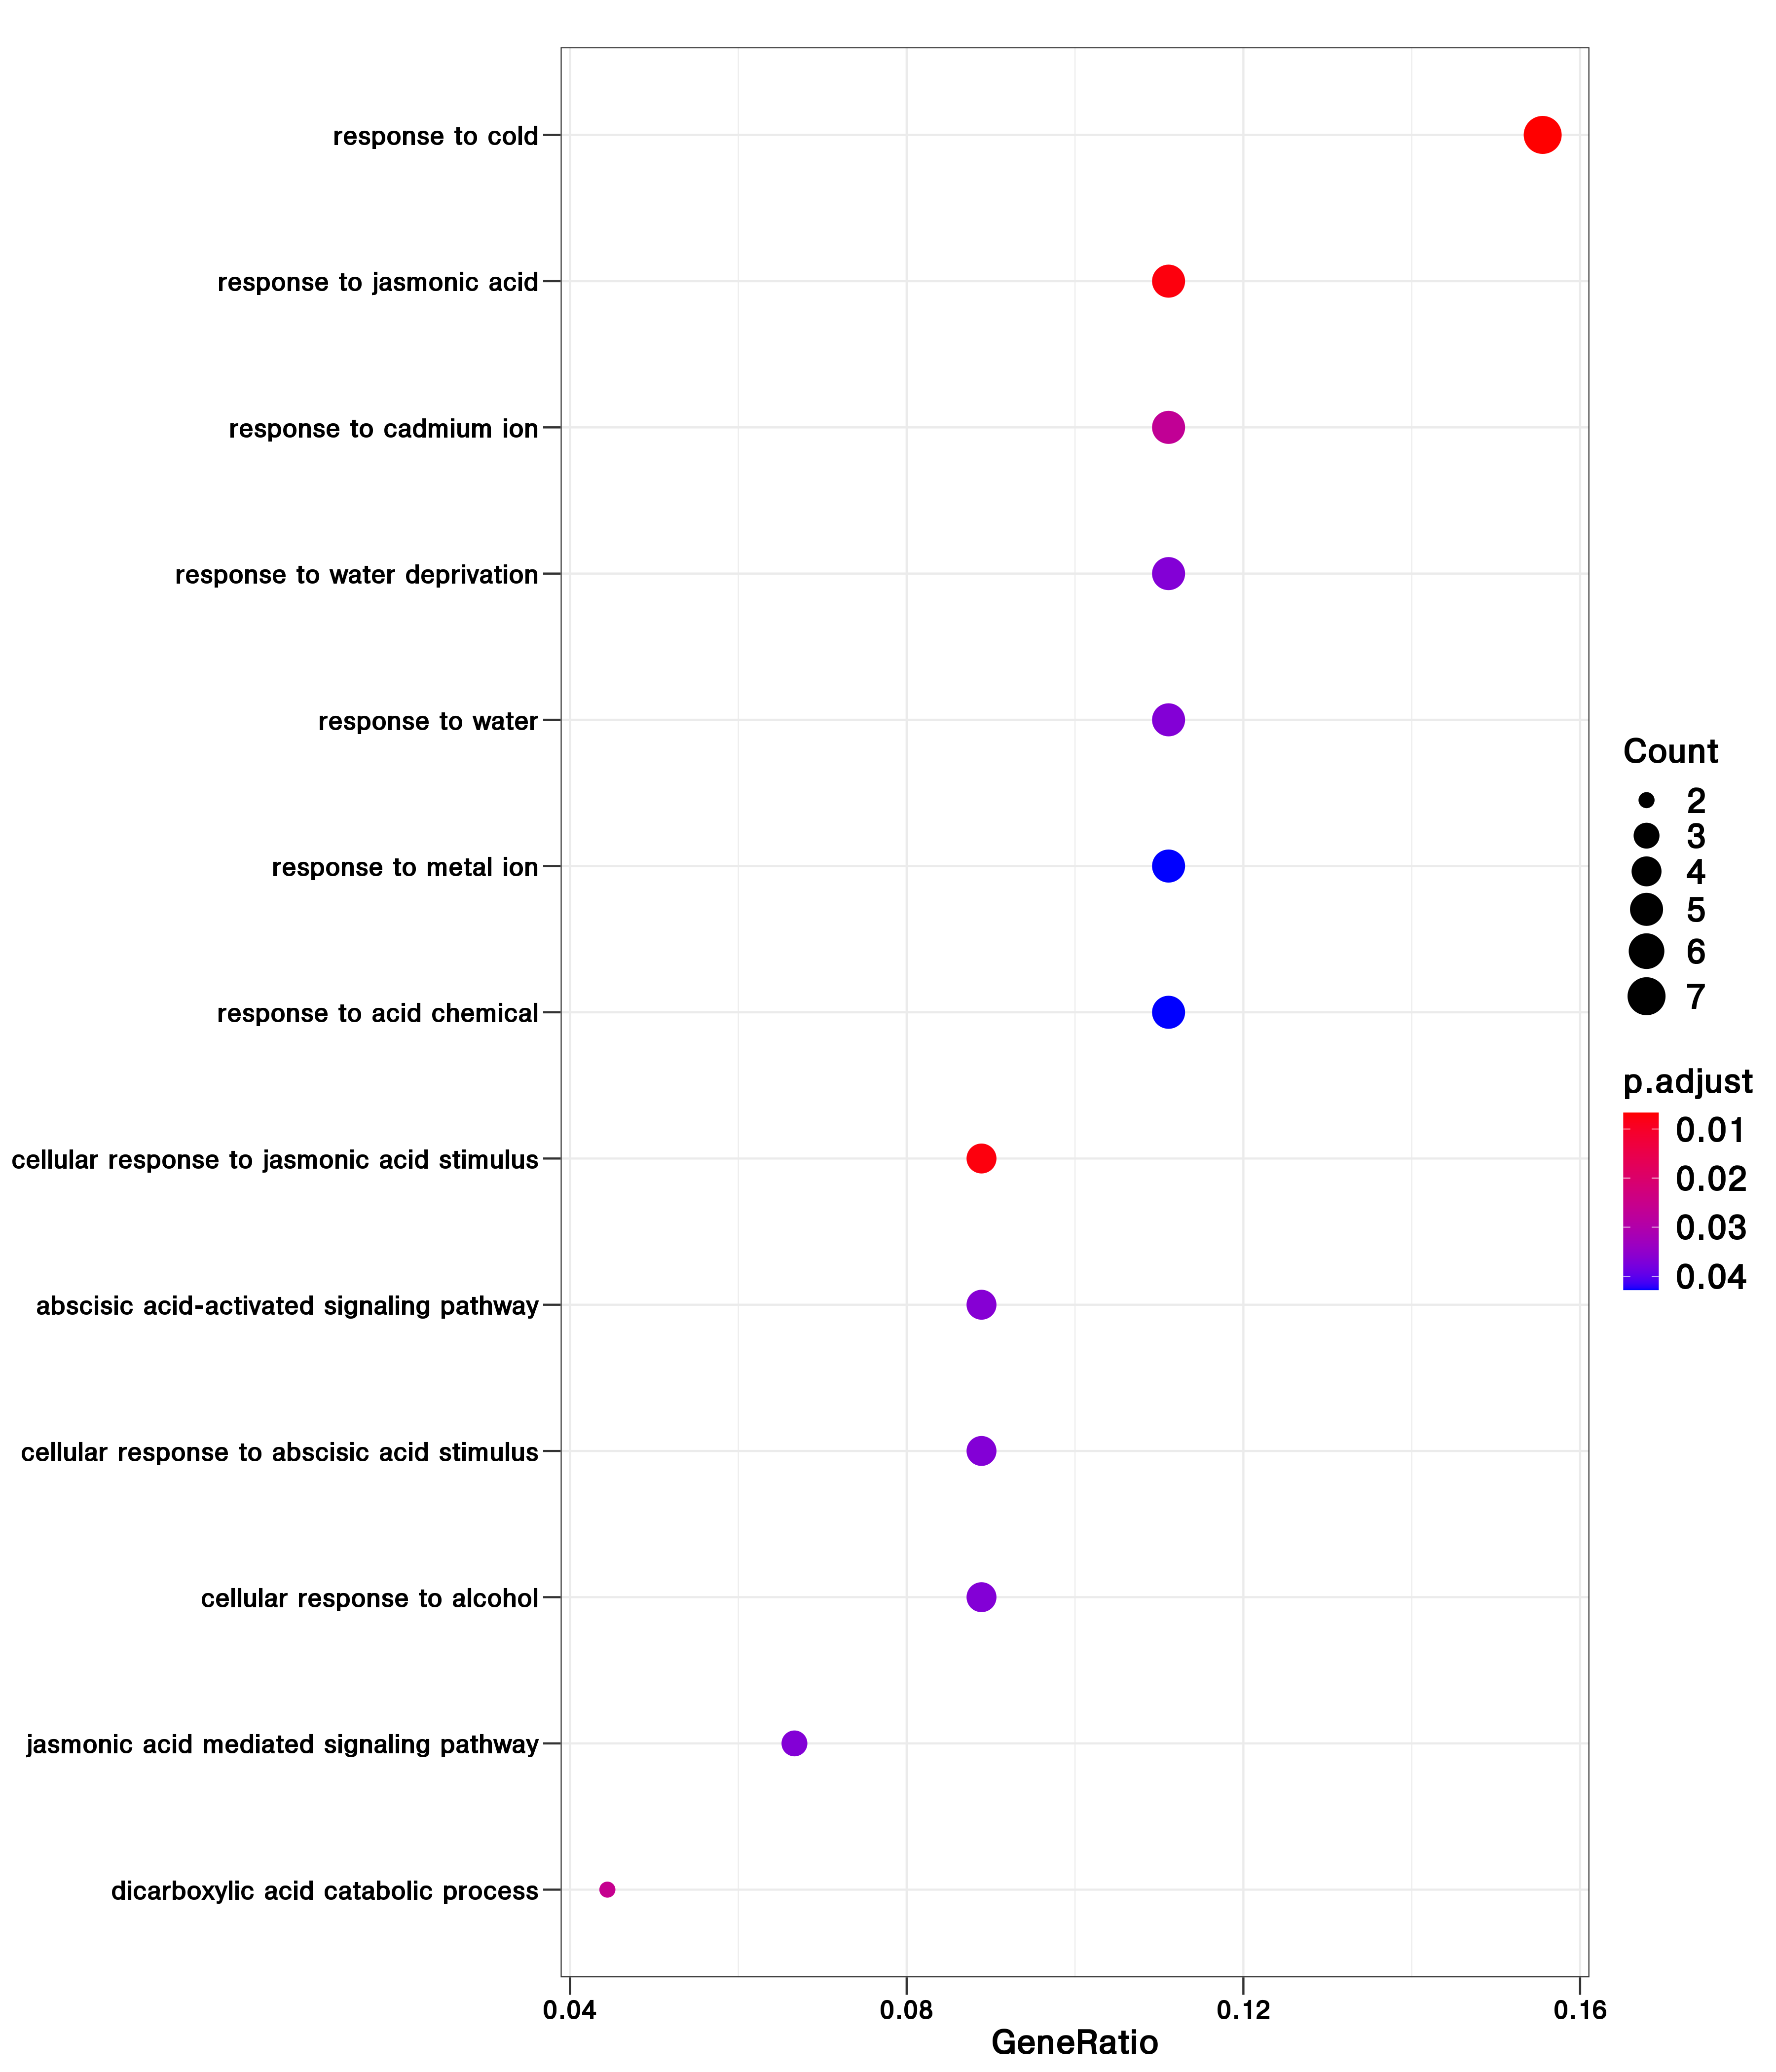 response to cold
response to jasmonic acid
response to cadmium ion
response to water deprivation
response to water
response to metal ion
response to acid chemical
cellular response to jasmonic acid stimulus
abscisic acid-activated signaling pathway
cellular response to abscisic acid stimulus
cellular response to alcohol
jasmonic acid mediated signaling pathway
dicarboxylic acid catabolic process
0.04 0.08 0.12 0.16
GeneRatio
Count
2
3
4
5
6
7
p.adjust
0.01
0.02
0.03
0.04